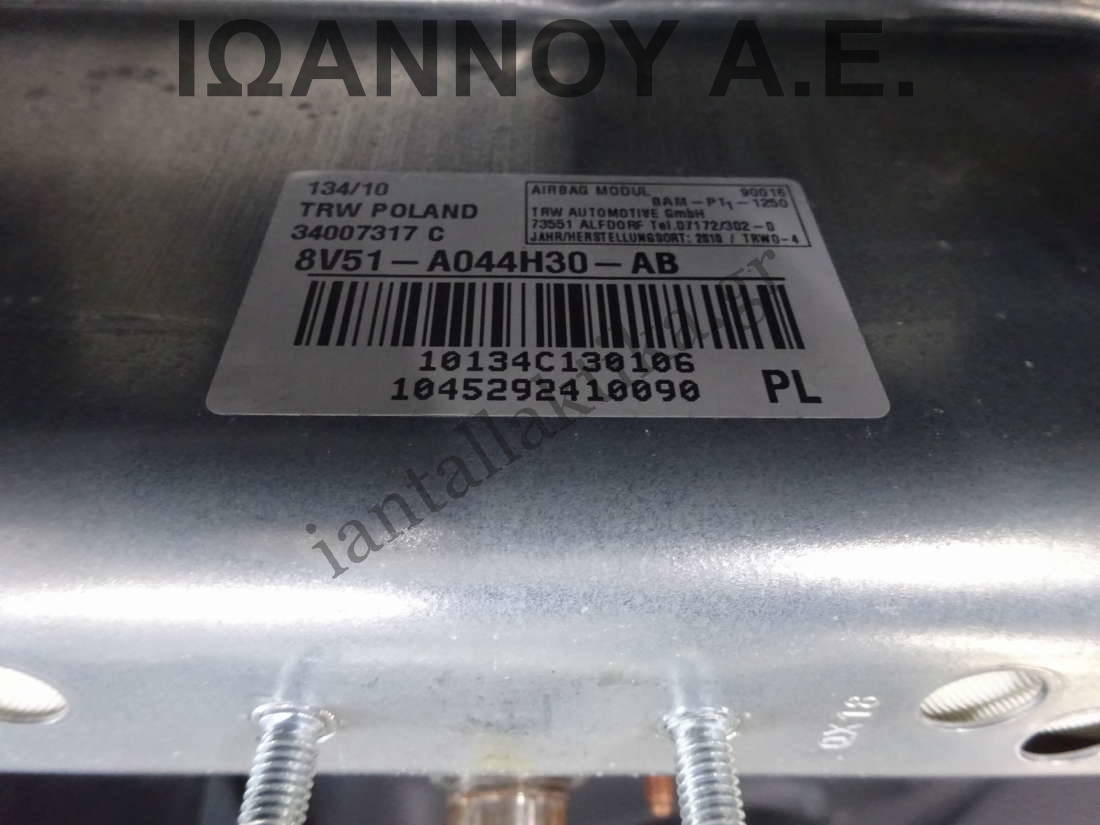 ΙΩΑΝΝΟΥ Α.Ε.
134/10
TRW POLAND
34007317 C
AIRBAG MODUL 90016
BAM-PT1-1250
TRW AUTOMOTIVE GmbH
73551 ALFDORF Tel.07172/302-0
JAHR/HERSTELLUNGSORT: 2010 / TRWO-4
8V51-A044H30-AB
10134C130106
1045292410090
PL
iantallaktika.gr
0X18